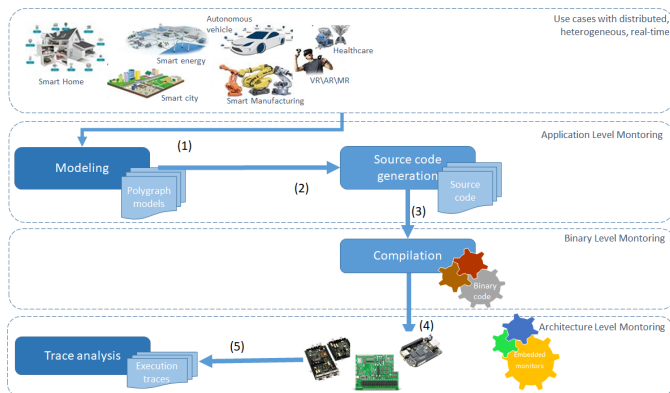 Use cases with distributed,
heterogeneous, real-time
Autonomous
vehicle
Healthcare
Smart energy
Smart Home
VR\AR\MR
Smart city
Smart Manufacturing
Application Level Montoring
(1)
Modeling
Polygraph
models
(2)
Source code
generation
Source
code
(3)
Binary Level Montoring
Compilation
Binary
code
(4)
Architecture Level Montoring
Trace analysis
Execution
traces
(5)
Embedded
monitors